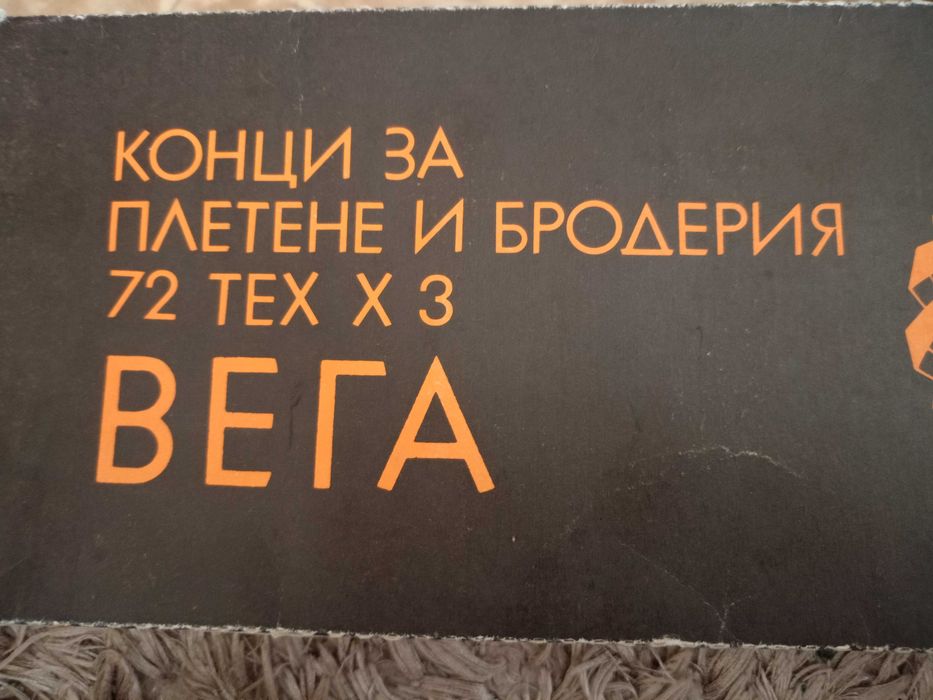 КОНЦИ ЗА
ПЛЕТЕНЕ И БРОДЕРИЯ
72 ТЕХ Х 3
ВЕГА